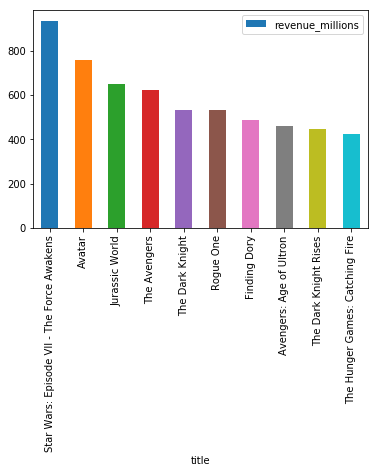 revenue_millions
800
600
400
200
0
Star Wars: Episode VII - The Force Awakens
Avatar
Jurassic World
The Avengers
The Dark Knight
Rogue One
Finding Dory
Avengers: Age of Ultron
The Dark Knight Rises
The Hunger Games: Catching Fire
title